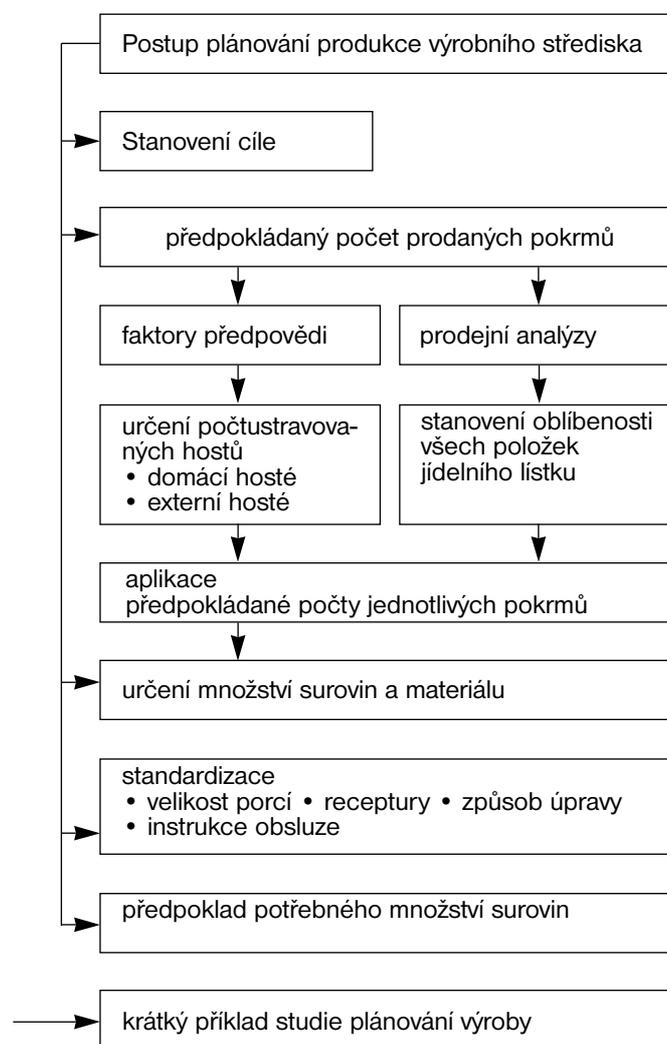 Postup plánování produkce výrobního střediska
Stanovení cíle
předpokládaný počet prodaných pokrmů
faktory předpovědi
prodejní analýzy
určení počtustravova-
ných hostů
• domácí hosté
• externí hosté
stanovení oblíbenosti
všech položek
jídelního lístku
aplikace
předpokládané počty jednotlivých pokrmů
určení množství surovin a materiálu
standardizace
• velikost porcí • receptury • způsob úpravy
• instrukce obsluze
předpoklad potřebného množství surovin
krátký příklad studie plánování výroby